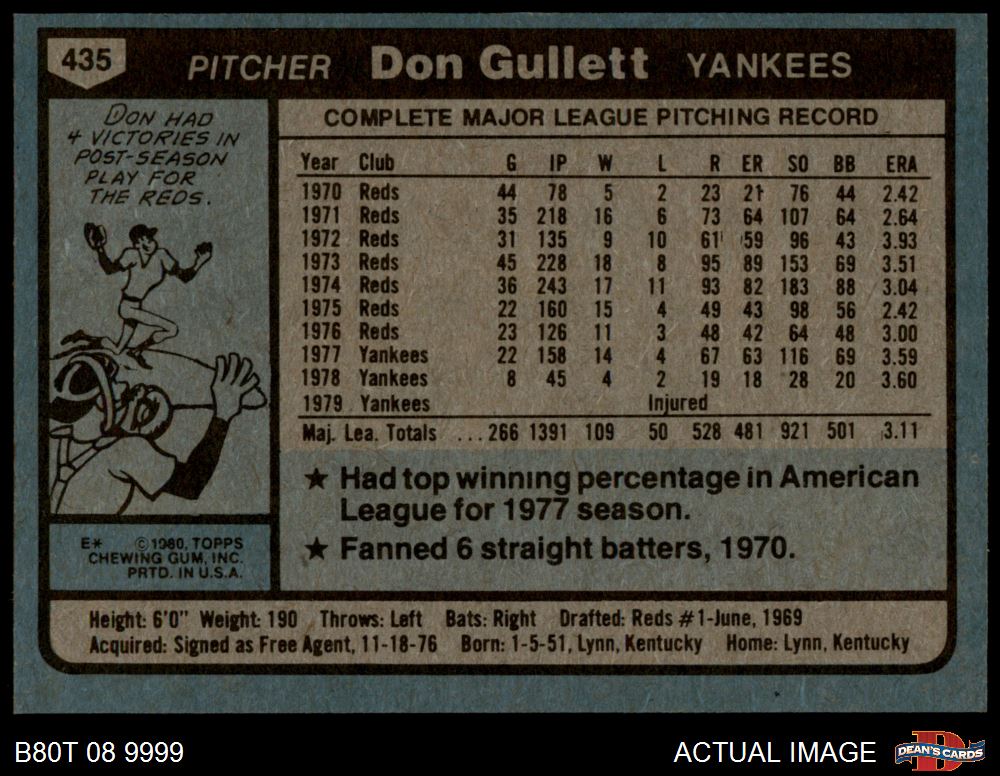 435 PITCHER Don Gullett YANKEES
DON HAD
4 VICTORIES IN
POST-SEASON
PLAY FOR
THE REDS.
E* ©1980, TOPPS
CHEWING GUM, INC.
PRTD. IN U.S.A.
COMPLETE MAJOR LEAGUE PITCHING RECORD
Year Club G IP W L R ER SO BB ERA
1970 Reds 44 78 5 2 23 21 76 44 2.42
1971 Reds 35 218 16 6 73 64 107 64 2.64
1972 Reds 31 135 9 10 61 59 96 43 3.93
1973 Reds 45 228 18 8 95 89 153 69 3.51
1974 Reds 36 243 17 11 93 82 183 88 3.04
1975 Reds 22 160 15 4 49 43 98 56 2.42
1976 Reds 23 126 11 3 48 42 64 48 3.00
1977 Yankees 22 158 14 4 67 63 116 69 3.59
1978 Yankees 8 45 4 2 19 18 28 20 3.60
1979 Yankees Injured
Maj. Lea. Totals ...266 1391 109 50 528 481 921 501 3.11
★ Had top winning percentage in American
League for 1977 season.
★ Fanned 6 straight batters, 1970.
Height: 6'0" Weight: 190 Throws: Left Bats: Right Drafted: Reds #1-June, 1969
Acquired: Signed as Free Agent, 11-18-76 Born: 1-5-51, Lynn, Kentucky Home: Lynn, Kentucky
B80T 08 9999 ACTUAL IMAGE D DEAN'S CARDS